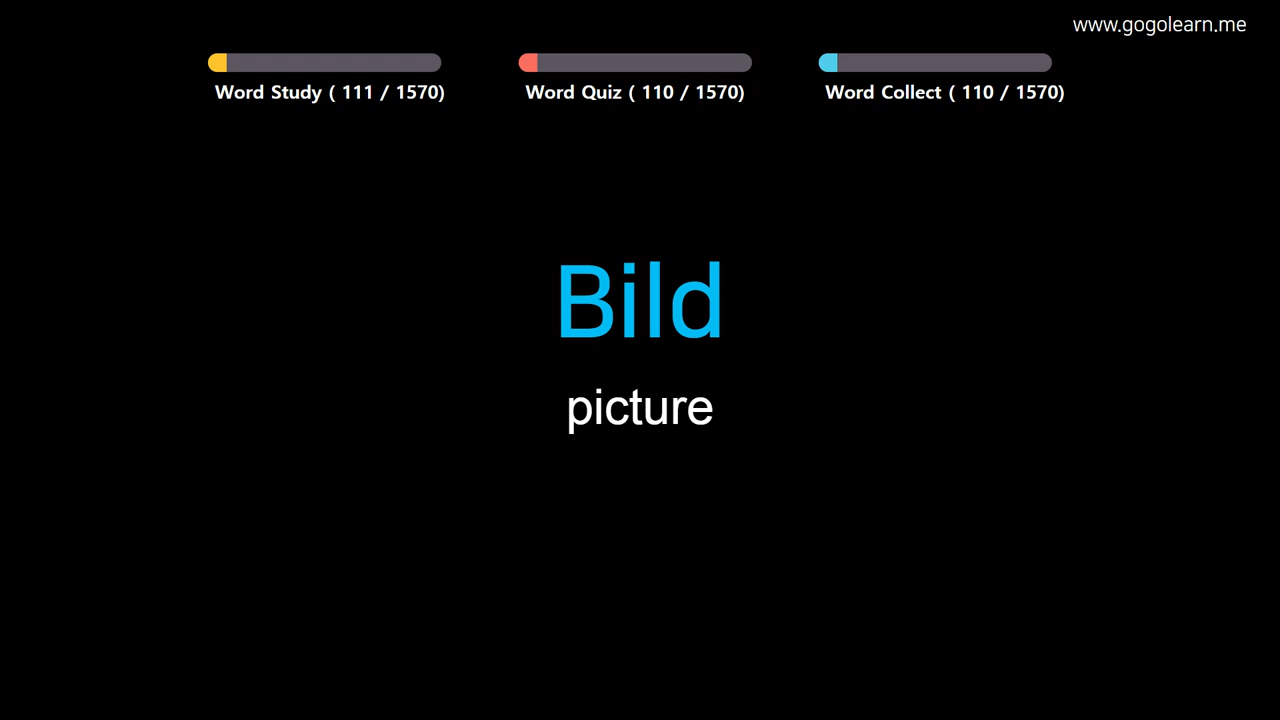 www.gogolearn.me
Word Study ( 111 / 1570)
Word Quiz ( 110 / 1570)
Word Collect ( 110 / 1570)
Bild
picture